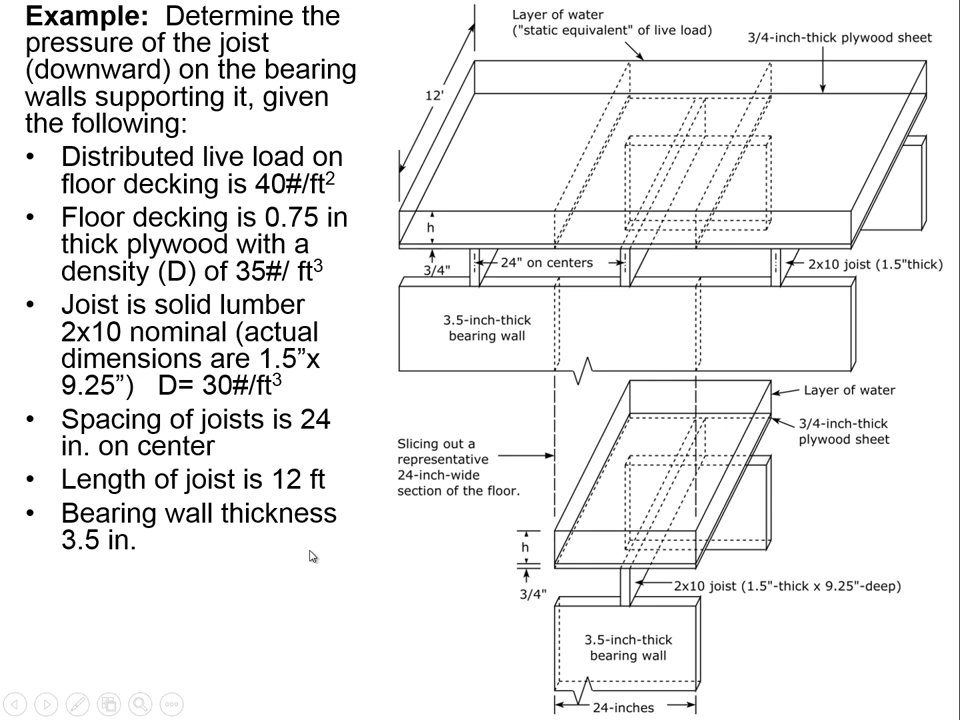 Example: Determine the
pressure of the joist
(downward) on the bearing
walls supporting it, given
the following:
• Distributed live load on
floor decking is 40#/ft²
• Floor decking is 0.75 in
thick plywood with a
density (D) of 35#/ ft³
• Joist is solid lumber
2x10 nominal (actual
dimensions are 1.5”x
9.25”) D= 30#/ft³
• Spacing of joists is 24
in. on center
• Length of joist is 12 ft
• Bearing wall thickness
3.5 in.
Layer of water
("static equivalent" of live load)
3/4-inch-thick plywood sheet
12'
h
3/4"
24" on centers
2x10 joist (1.5"thick)
3.5-inch-thick
bearing wall
Layer of water
3/4-inch-thick
plywood sheet
Slicing out a
representative
24-inch-wide
section of the floor.
h
3/4"
2x10 joist (1.5"-thick x 9.25"-deep)
3.5-inch-thick
bearing wall
24-inches